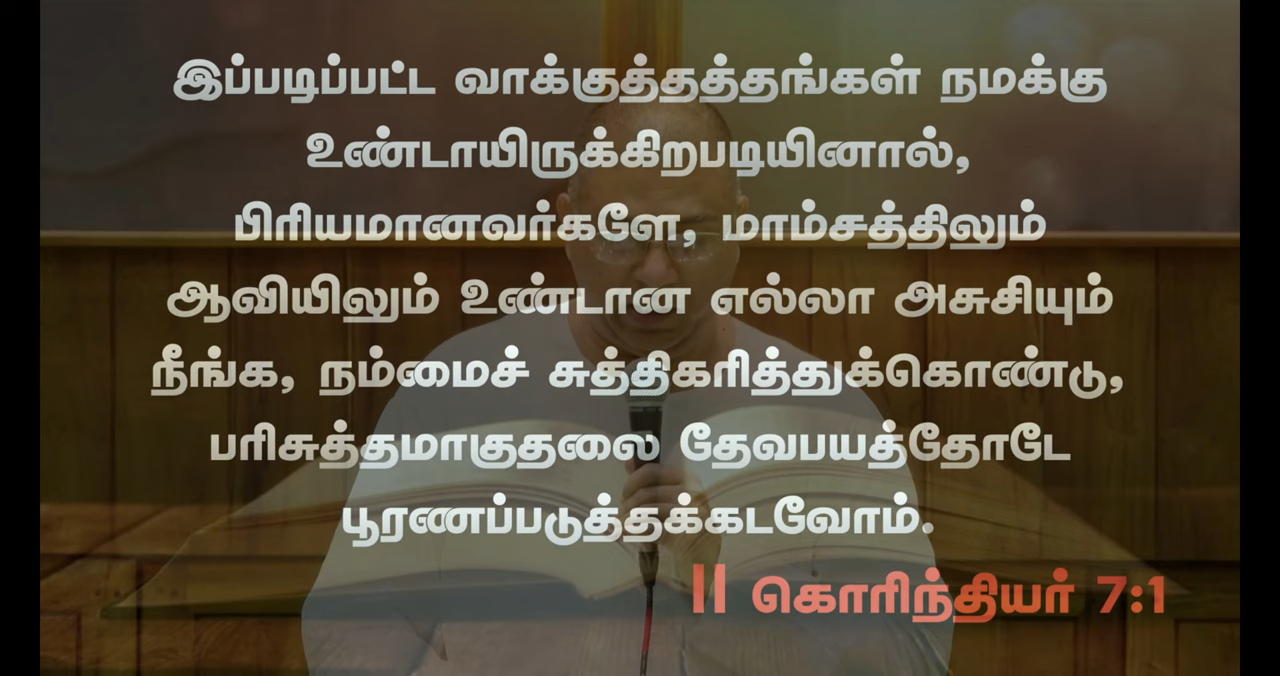 இப்படிப்பட்ட வாக்குத்தத்தங்கள் நமக்கு
உண்டாயிருக்கிறபடியினால்,
பிரியமானவர்களே, மாம்சத்திலும்
ஆவியிலும் உண்டான எல்லா அசுசியும்
நீங்க, நம்மைச் சுத்திகரித்துக்கொண்டு,
பரிசுத்தமாகுதலை தேவபயத்தோடே
பூரணப்படுத்தக்கடவோம்.
II கொரிந்தியர் 7:1